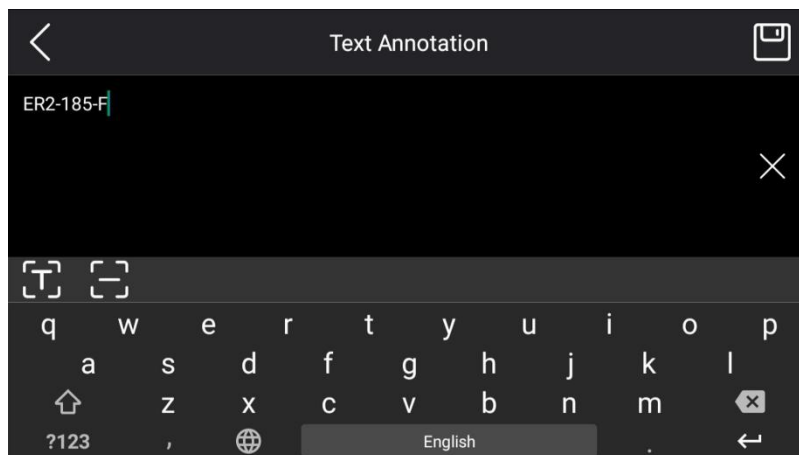 Text Annotation
ER2-185-F
T
q w e r t y u i o p
a s d f g h j k l
z x c v b n m
?123 , English .